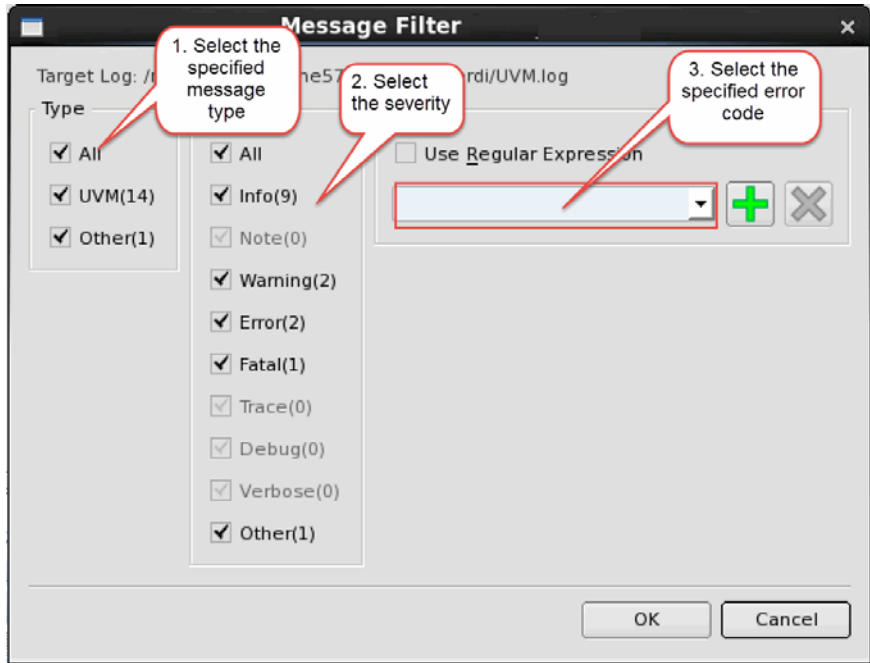 Message Filter
1. Select the
specified
message
type
2. Select
the severity
3. Select the
specified error
code
Target Log: /
rdi/UVM.log
Type
All
UVM(14)
Other(1)
All
Info(9)
Note(0)
Warning(2)
Error(2)
Fatal(1)
Trace(0)
Debug(0)
Verbose(0)
Other(1)
Use Regular Expression
OK
Cancel